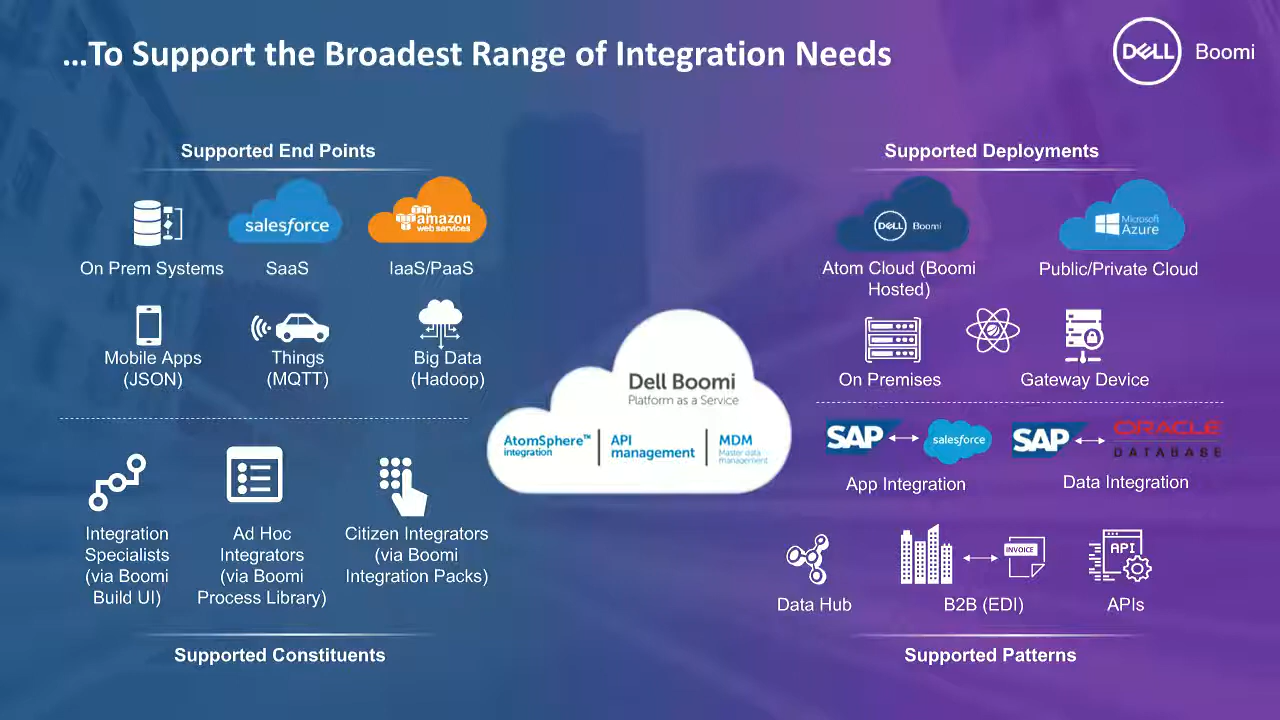 ...To Support the Broadest Range of Integration Needs
DELL Boomi
Supported End Points
salesforce
amazon
web services
On Prem Systems
SaaS
IaaS/PaaS
Mobile Apps
(JSON)
Things
(MQTT)
Big Data
(Hadoop)
Integration
Specialists
(via Boomi
Build UI)
Ad Hoc
Integrators
(via Boomi
Process Library)
Citizen Integrators
(via Boomi
Integration Packs)
Supported Constituents
Dell Boomi
Platform as a Service
AtomSphere™
integration
API
management
MDM
Master data
management
Supported Deployments
DELL Boomi
Microsoft
Azure
Atom Cloud (Boomi
Hosted)
Public/Private Cloud
On Premises
Gateway Device
SAP
salesforce
SAP
ORACLE
DATABASE
App Integration
Data Integration
INVOICE
API
Data Hub
B2B (EDI)
APIs
Supported Patterns